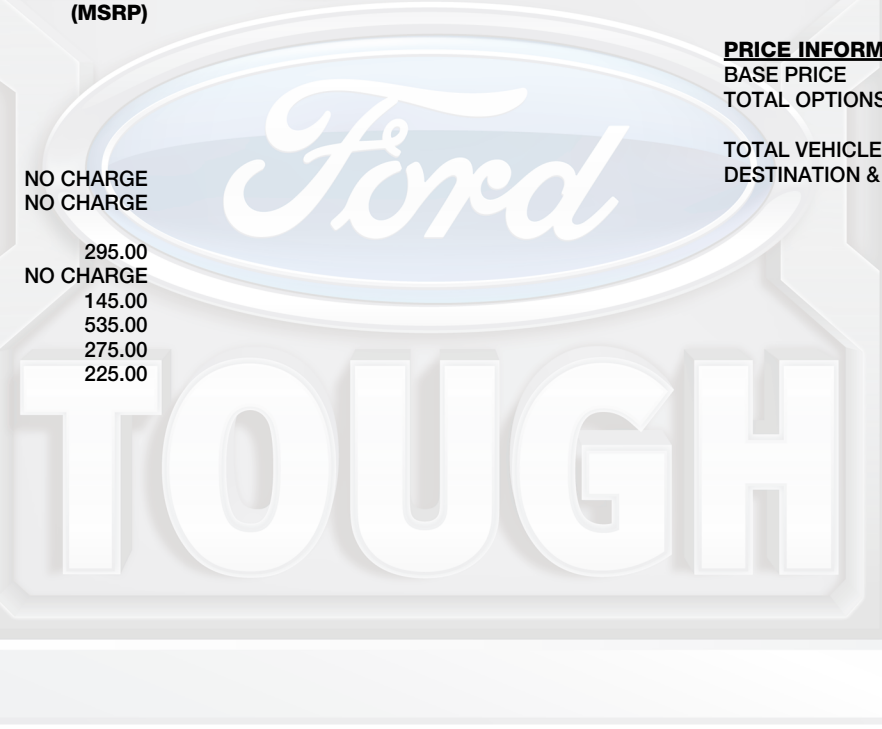 (MSRP)
NO CHARGE
NO CHARGE
295.00
NO CHARGE
145.00
535.00
275.00
225.00
PRICE INFORM
BASE PRICE
TOTAL OPTIONS
TOTAL VEHICLE
DESTINATION &
Ford
TOUGH